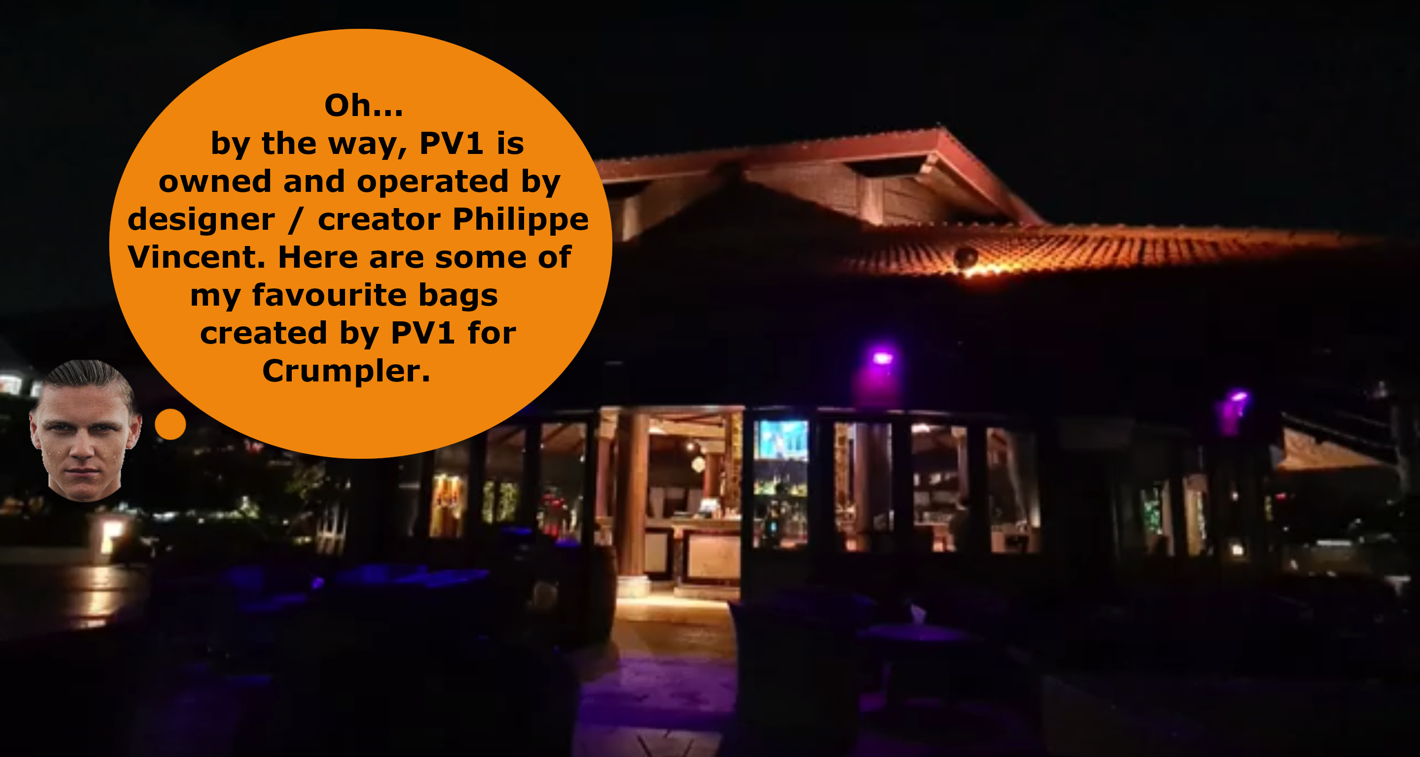 Oh...
by the way, PV1 is
owned and operated by
designer / creator Philippe
Vincent. Here are some of
my favourite bags
created by PV1 for
Crumpler.